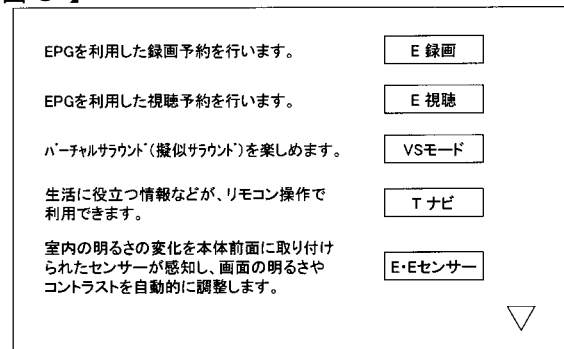 EPGを利用した録画予約を行います。 E 録画
EPGを利用した視聴予約を行います。 E 視聴
バーチャルサラウンド(擬似サラウンド)を楽しめます。 VSモード
生活に役立つ情報などが、リモコン操作で
利用できます。 T ナビ
室内の明るさの変化を本体前面に取り付け
られたセンサーが感知し、画面の明るさや
コントラストを自動的に調整します。 E・Eセンサー